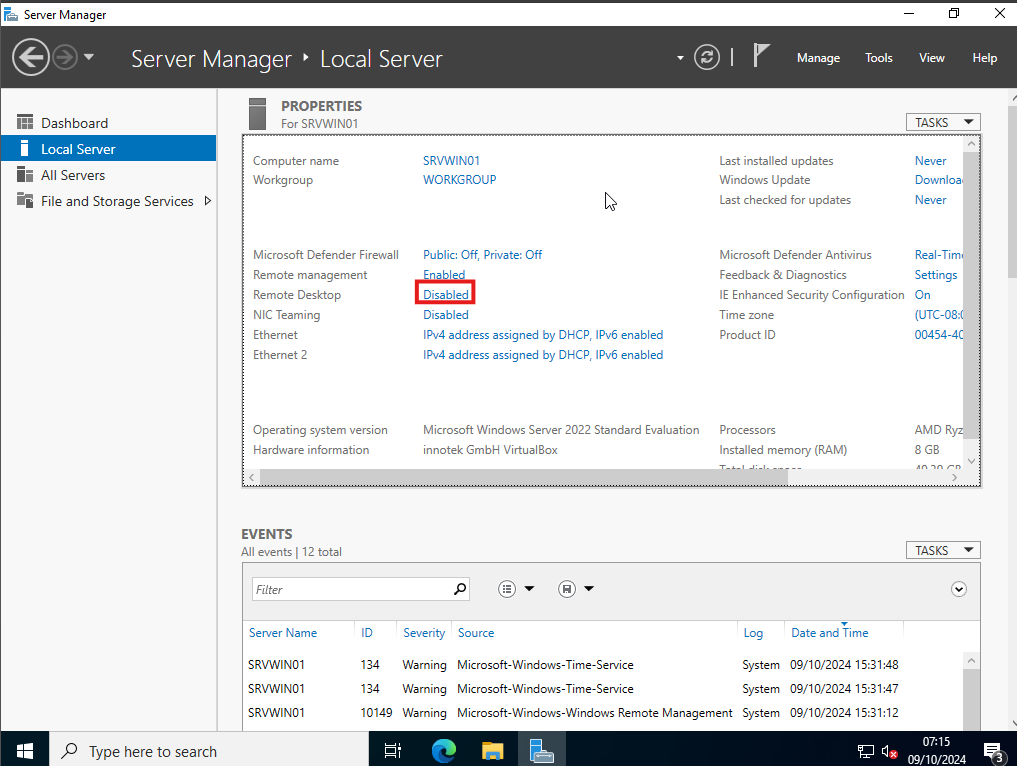 Server Manager
Server Manager Local Server
Manage Tools View Help
Dashboard
Local Server
All Servers
File and Storage Services
PROPERTIES
For SRVWIN01
TASKS
Computer name SRVWIN01 Last installed updates Never
Workgroup WORKGROUP Windows Update Downloa
Last checked for updates Never
Microsoft Defender Firewall Public: Off, Private: Off Microsoft Defender Antivirus Real-Tim
Remote management Enabled Feedback & Diagnostics Settings
Remote Desktop Disabled IE Enhanced Security Configuration On
NIC Teaming Disabled Time zone (UTC-08:0
Ethernet IPv4 address assigned by DHCP, IPv6 enabled Product ID 00454-40
Ethernet 2 IPv4 address assigned by DHCP, IPv6 enabled
Operating system version Microsoft Windows Server 2022 Standard Evaluation Processors AMD Ryz
Hardware information innotek GmbH VirtualBox Installed memory (RAM) 8 GB
Total disk space
EVENTS
All events | 12 total
TASKS
Filter
Server Name ID Severity Source Log Date and Time
SRVWIN01 134 Warning Microsoft-Windows-Time-Service System 09/10/2024 15:31:48
SRVWIN01 134 Warning Microsoft-Windows-Time-Service System 09/10/2024 15:31:47
SRVWIN01 10149 Warning Microsoft-Windows-Windows Remote Management System 09/10/2024 15:31:12
Type here to search
07:15
09/10/2024
3